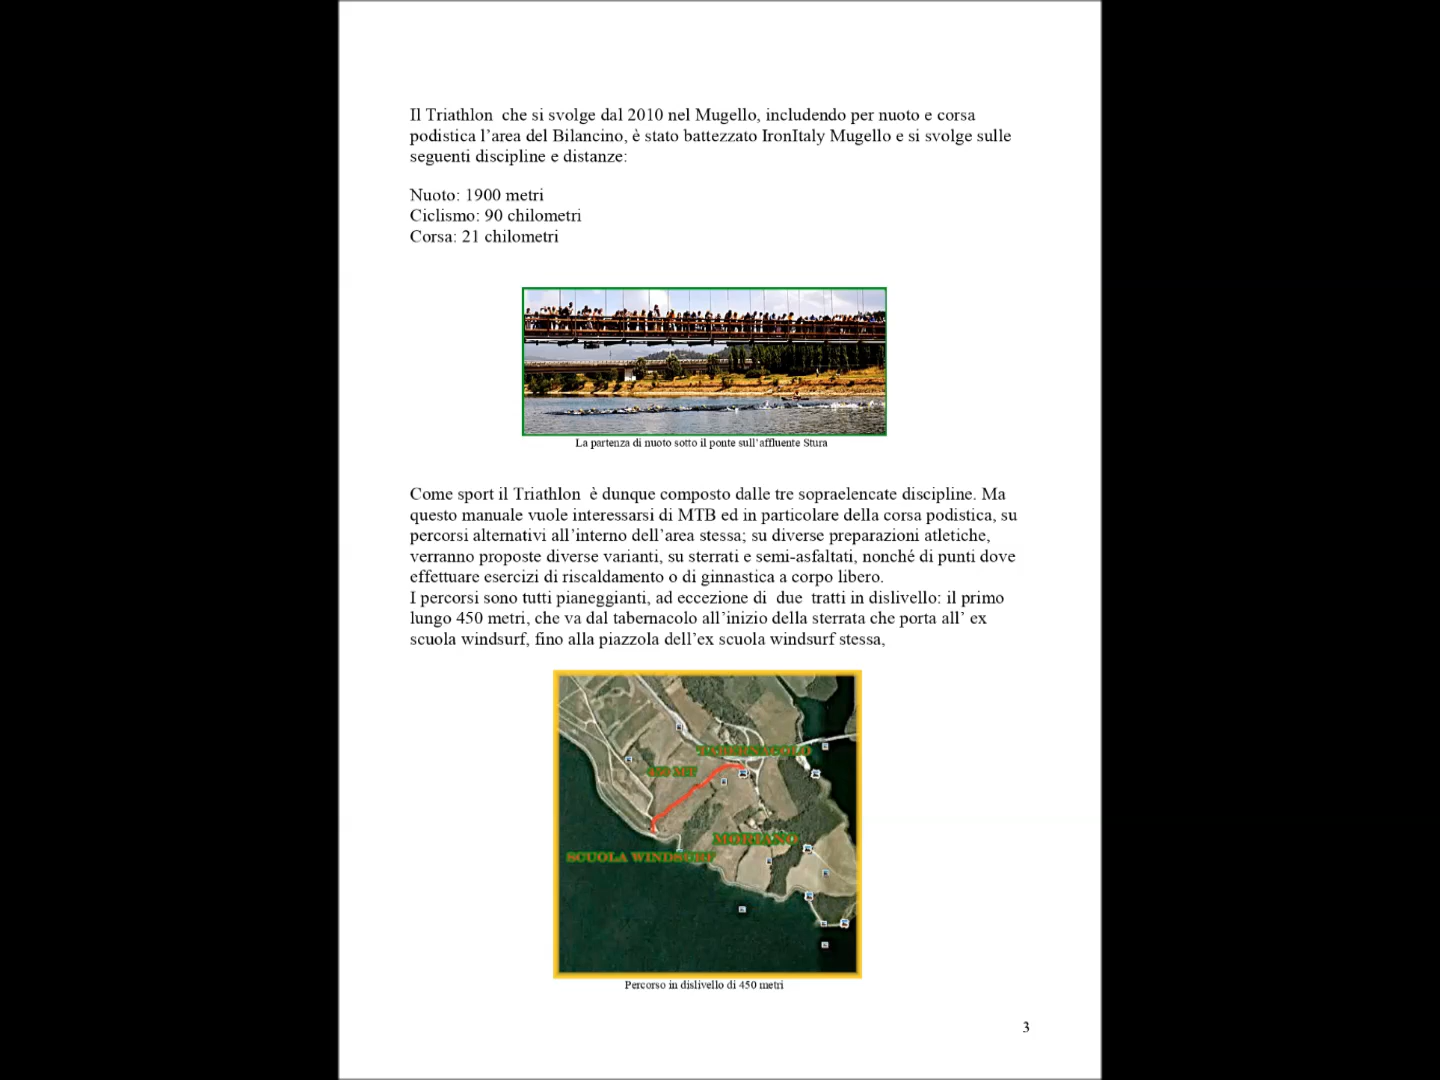 Il Triathlon  che si svolge dal 2010 nel Mugello, includendo per nuoto e corsa
podistica l’area del Bilancino, è stato battezzato IronItaly Mugello e si svolge sulle
seguenti discipline e distanze:
Nuoto: 1900 metri
Ciclismo: 90 chilometri
Corsa: 21 chilometri
La partenza di nuoto sotto il ponte sull’affluente Stura
Come sport il Triathlon  è dunque composto dalle tre sopraelencate discipline. Ma
questo manuale vuole interessarsi di MTB ed in particolare della corsa podistica, su
percorsi alternativi all’interno dell’area stessa; su diverse preparazioni atletiche,
verranno proposte diverse varianti, su sterrati e semi-asfaltati, nonché di punti dove
effettuare esercizi di riscaldamento o di ginnastica a corpo libero.
I percorsi sono tutti pianeggianti, ad eccezione di  due  tratti in dislivello: il primo
lungo 450 metri, che va dal tabernacolo all’inizio della sterrata che porta all’ ex
scuola windsurf, fino alla piazzola dell’ex scuola windsurf stessa,
TABERNACOLO
450 MT
MORIANO
SCUOLA WINDSURF
Percorso in dislivello di 450 metri
3